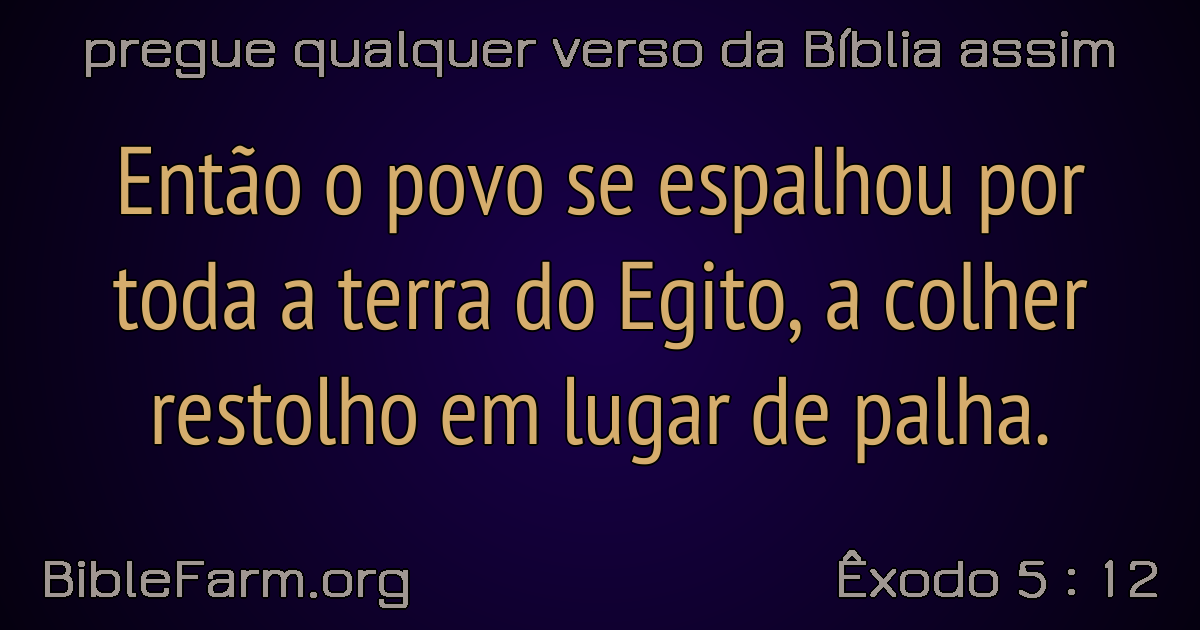 pregue qualquer verso da Bíblia assim
Então o povo se espalhou por
toda a terra do Egito, a colher
restolho em lugar de palha.
BibleFarm.org
Êxodo 5 : 12